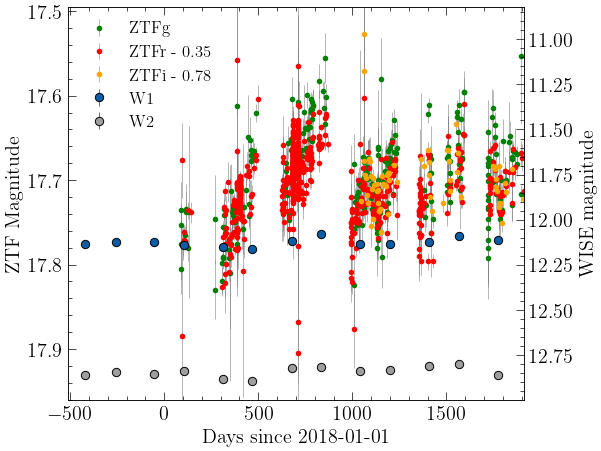 17.5
17.6
17.7
17.8
17.9
ZTF Magnitude
ZTFg
ZTFr - 0.35
ZTFi - 0.78
W1
W2
11.00
11.25
11.50
11.75
12.00
12.25
12.50
12.75
WISE magnitude
−500
0
500
1000
1500
Days since 2018-01-01